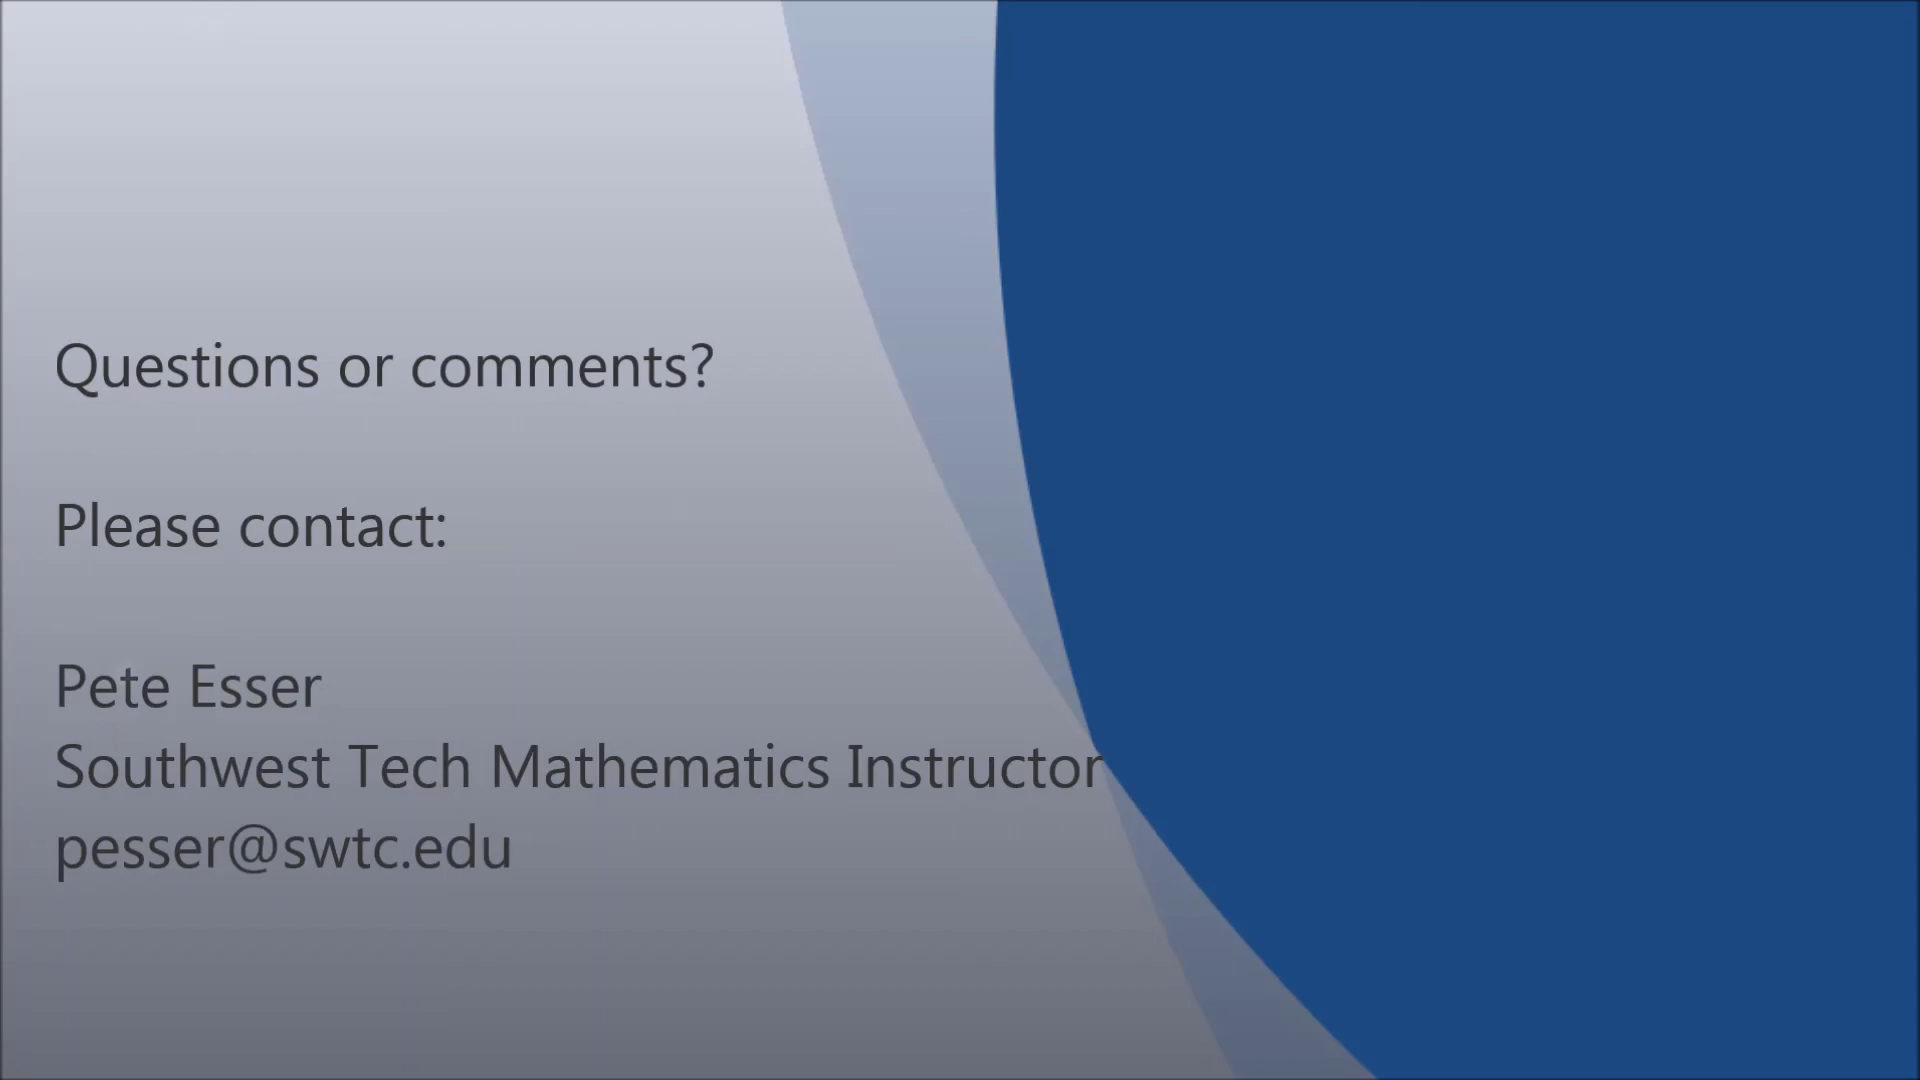 Questions or comments?
Please contact:
Pete Esser
Southwest Tech Mathematics Instructor
pesser@swtc.edu